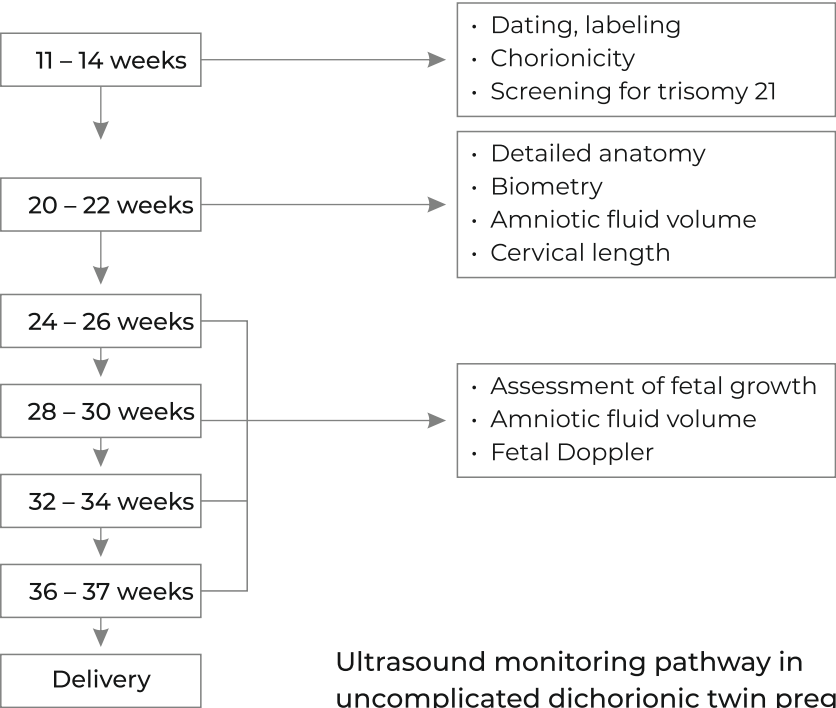 11 – 14 weeks
• Dating, labeling
• Chorionicity
• Screening for trisomy 21
20 – 22 weeks
• Detailed anatomy
• Biometry
• Amniotic fluid volume
• Cervical length
24 – 26 weeks
28 – 30 weeks
32 – 34 weeks
36 – 37 weeks
• Assessment of fetal growth
• Amniotic fluid volume
• Fetal Doppler
Delivery
Ultrasound monitoring pathway in
uncomplicated dichorionic twin